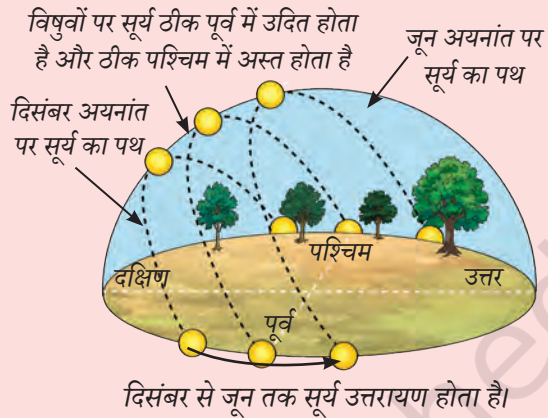 विषुवों पर सूर्य ठीक पूर्व में उदित होता
है और ठीक पश्चिम में अस्त होता है
जून अयनांत पर
सूर्य का पथ
दिसंबर अयनांत
पर सूर्य का पथ
पश्चिम
दक्षिण
उत्तर
पूर्व
दिसंबर से जून तक सूर्य उत्तरायण होता है।